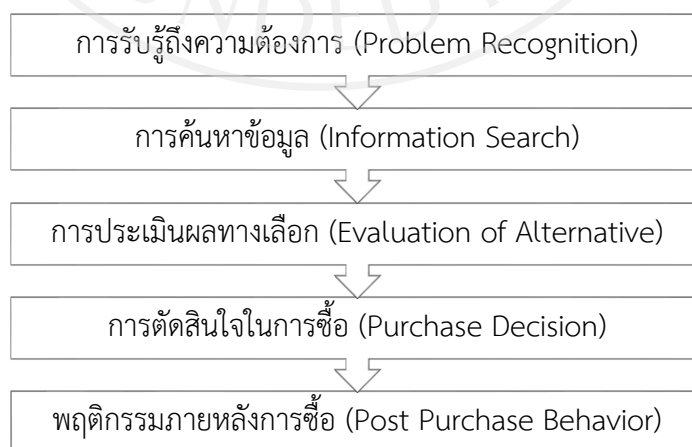 การรับรู้ถึงความต้องการ (Problem Recognition)
การค้นหาข้อมูล (Information Search)
การประเมินผลทางเลือก (Evaluation of Alternative)
การตัดสินใจในการซื้อ (Purchase Decision)
พฤติกรรมภายหลังการซื้อ (Post Purchase Behavior)